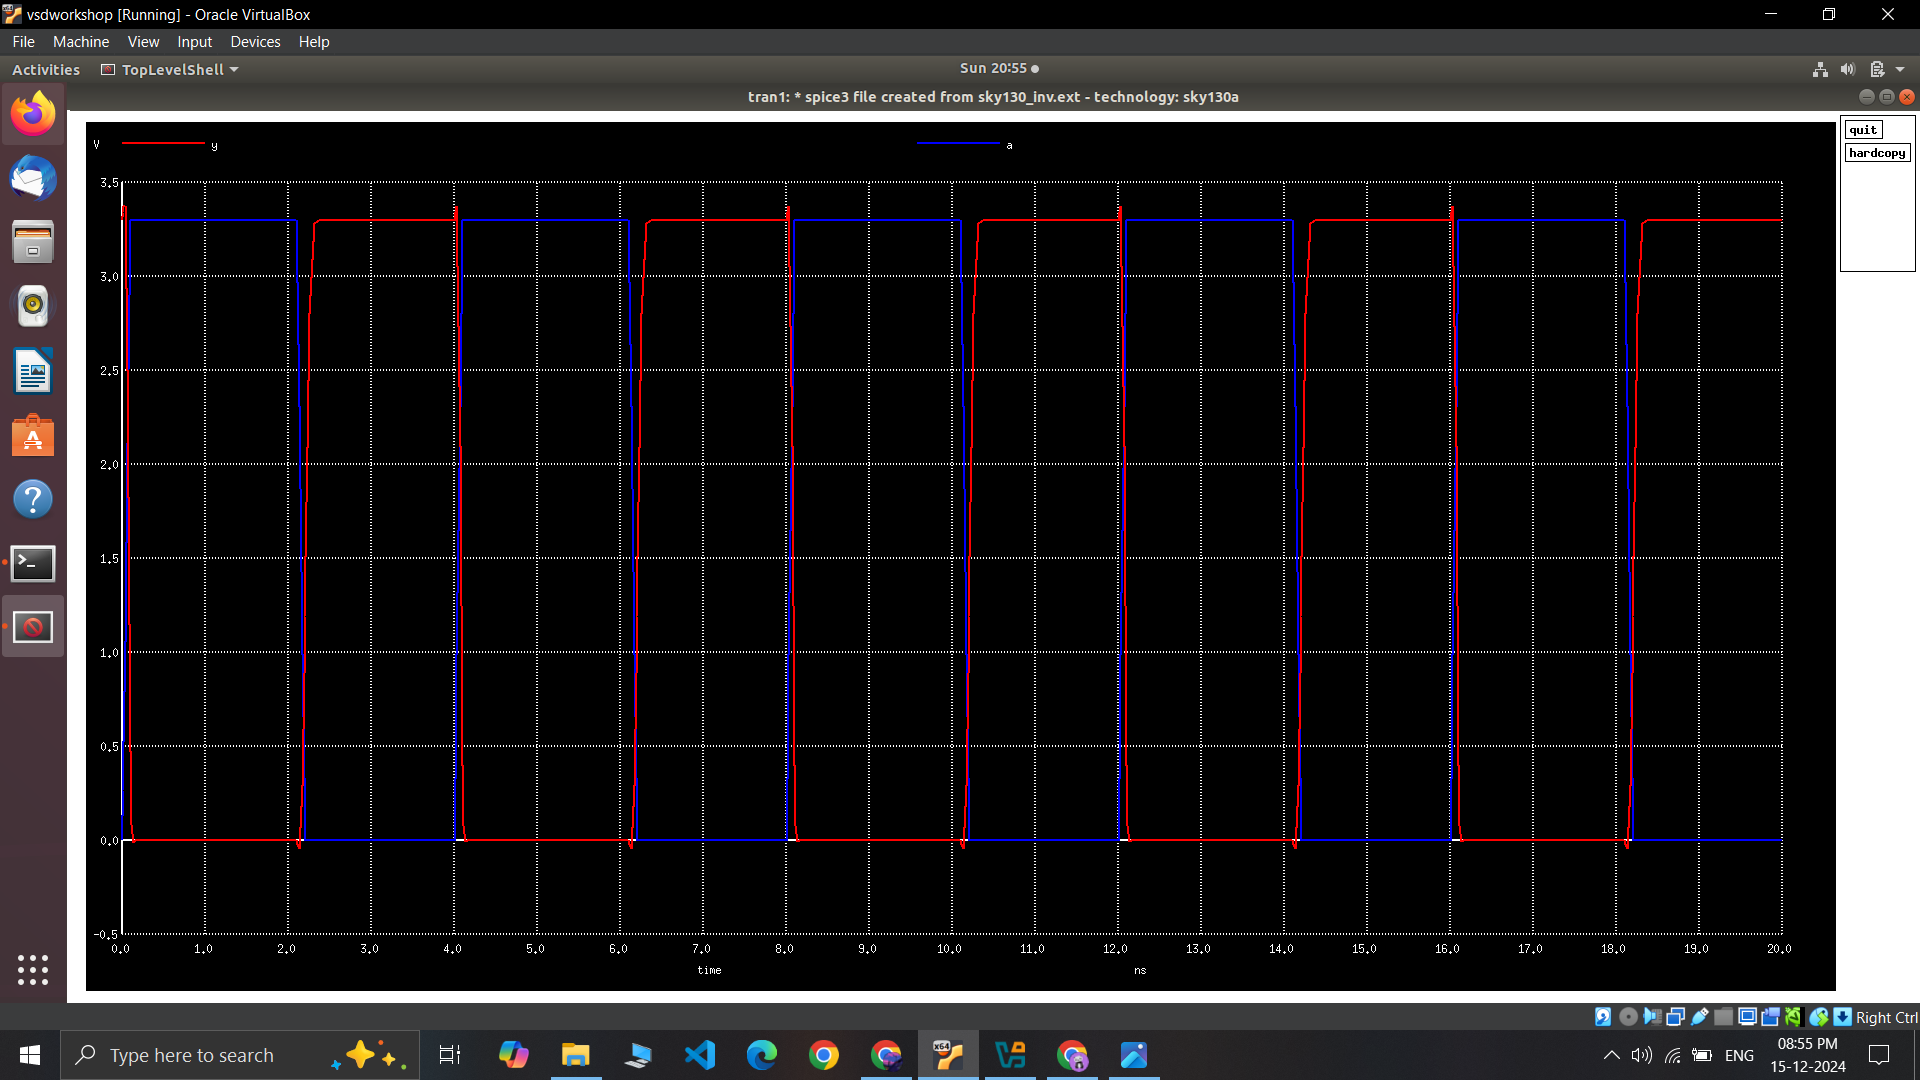 vsdworkshop [Running] - Oracle VirtualBox
File Machine View Input Devices Help
Activities TopLevelShell Sun 20:55
tran1: * spice3 file created from sky130_inv.ext - technology: sky130a
quit
hardcopy
V y a
3.5
3.0
2.5
2.0
1.5
1.0
0.5
0.0
-0.5
0.0 1.0 2.0 3.0 4.0 5.0 6.0 7.0 8.0 9.0 10.0 11.0 12.0 13.0 14.0 15.0 16.0 17.0 18.0 19.0 20.0
time ns
Right Ctrl
Type here to search
x64
ENG
08:55 PM
15-12-2024